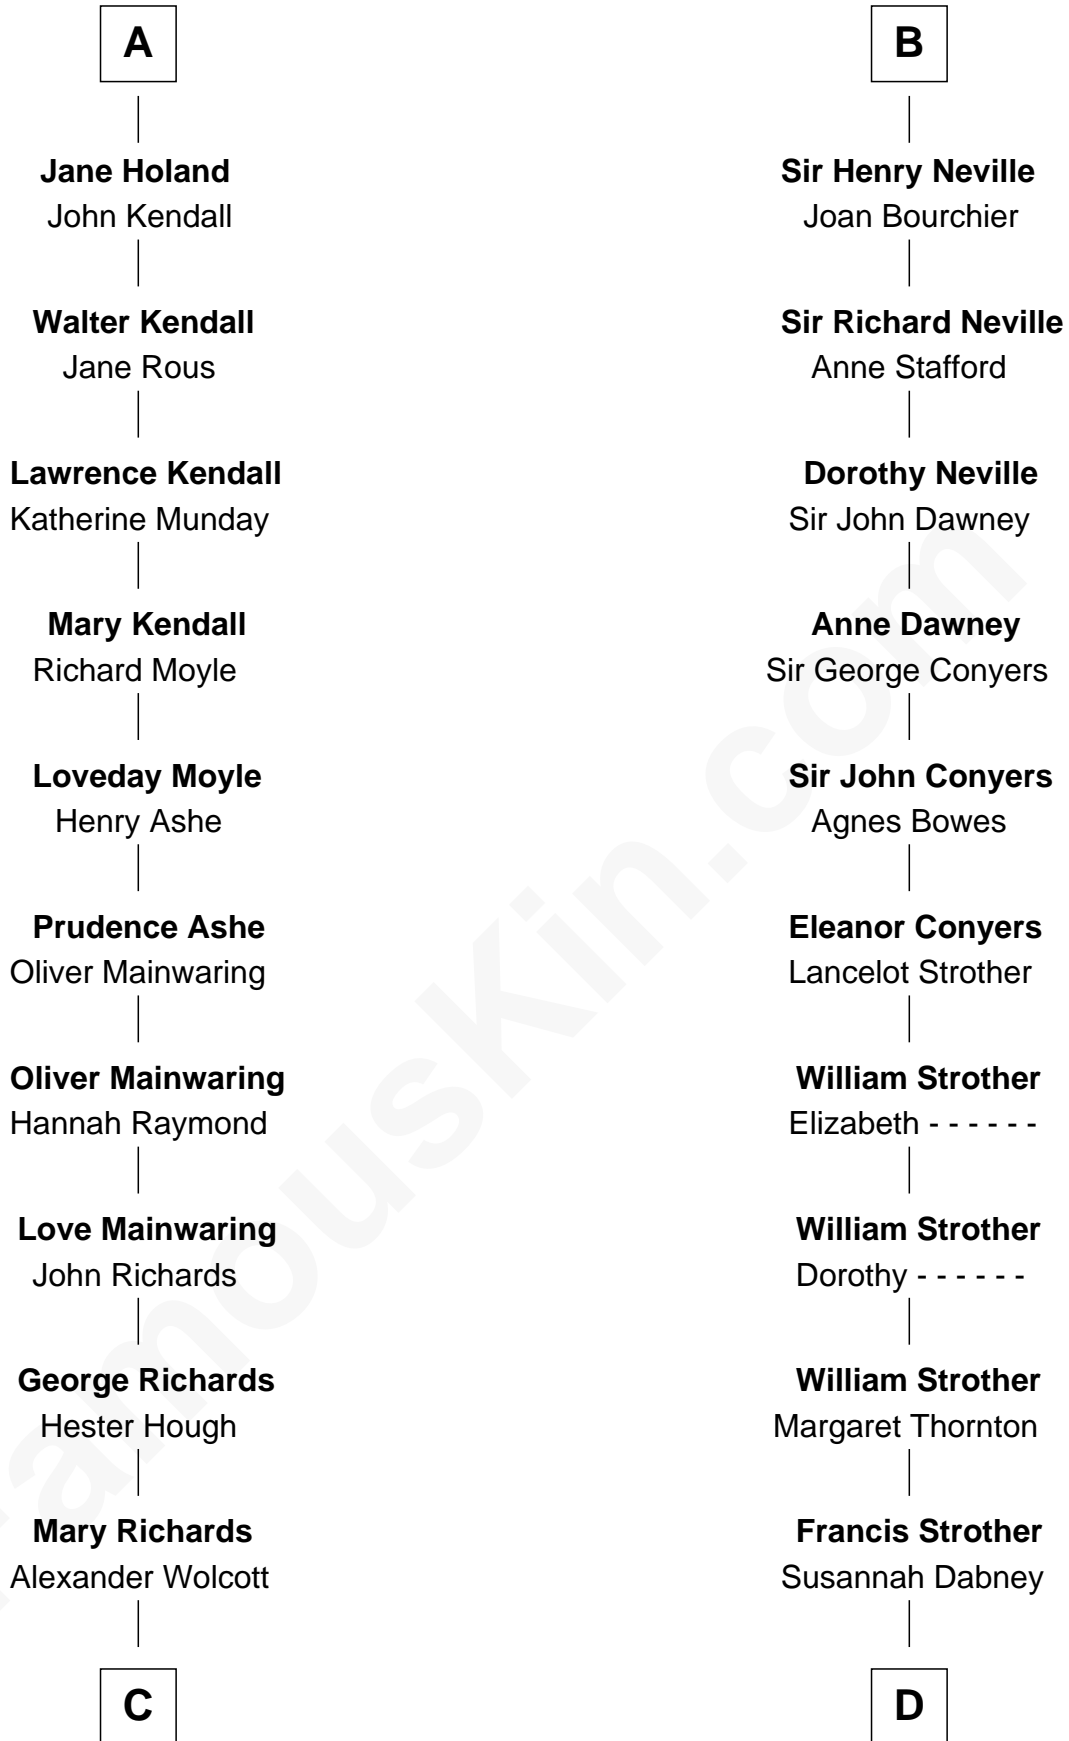 A
Jane Holand
John Kendall
Walter Kendall
Jane Rous
Lawrence Kendall
Katherine Munday
Mary Kendall
Richard Moyle
Loveday Moyle
Henry Ashe
Prudence Ashe
Oliver Mainwaring
Oliver Mainwaring
Hannah Raymond
Love Mainwaring
John Richards
George Richards
Hester Hough
Mary Richards
Alexander Wolcott
C
B
Sir Henry Neville
Joan Bourchier
Sir Richard Neville
Anne Stafford
Dorothy Neville
Sir John Dawney
Anne Dawney
Sir George Conyers
Sir John Conyers
Agnes Bowes
Eleanor Conyers
Lancelot Strother
William Strother
Elizabeth - - - - - -
William Strother
Dorothy - - - - - -
William Strother
Margaret Thornton
Francis Strother
Susannah Dabney
D
FamousKin.com